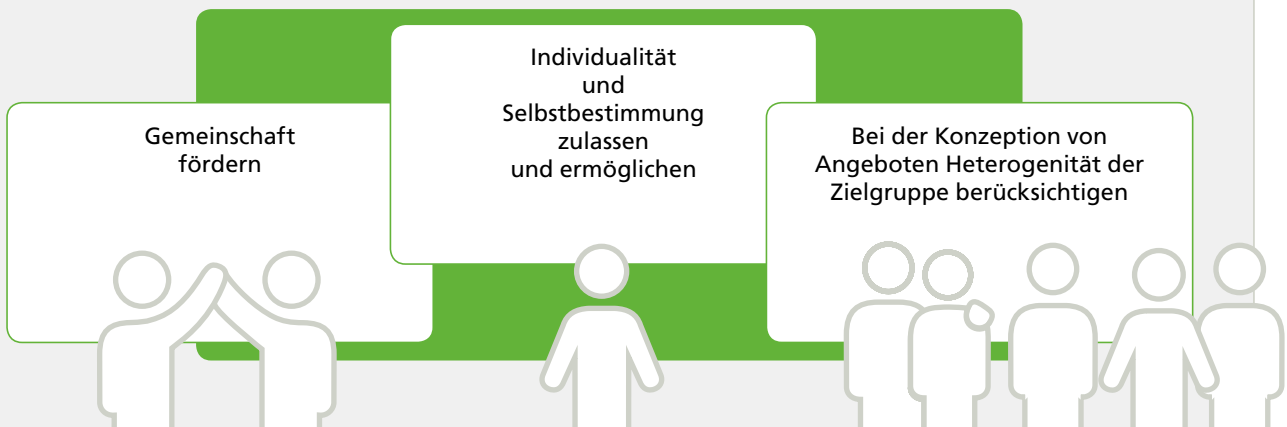 Gemeinschaft
fördern
Individualität
und
Selbstbestimmung
zulassen
und ermöglichen
Bei der Konzeption von
Angeboten Heterogenität der
Zielgruppe berücksichtigen